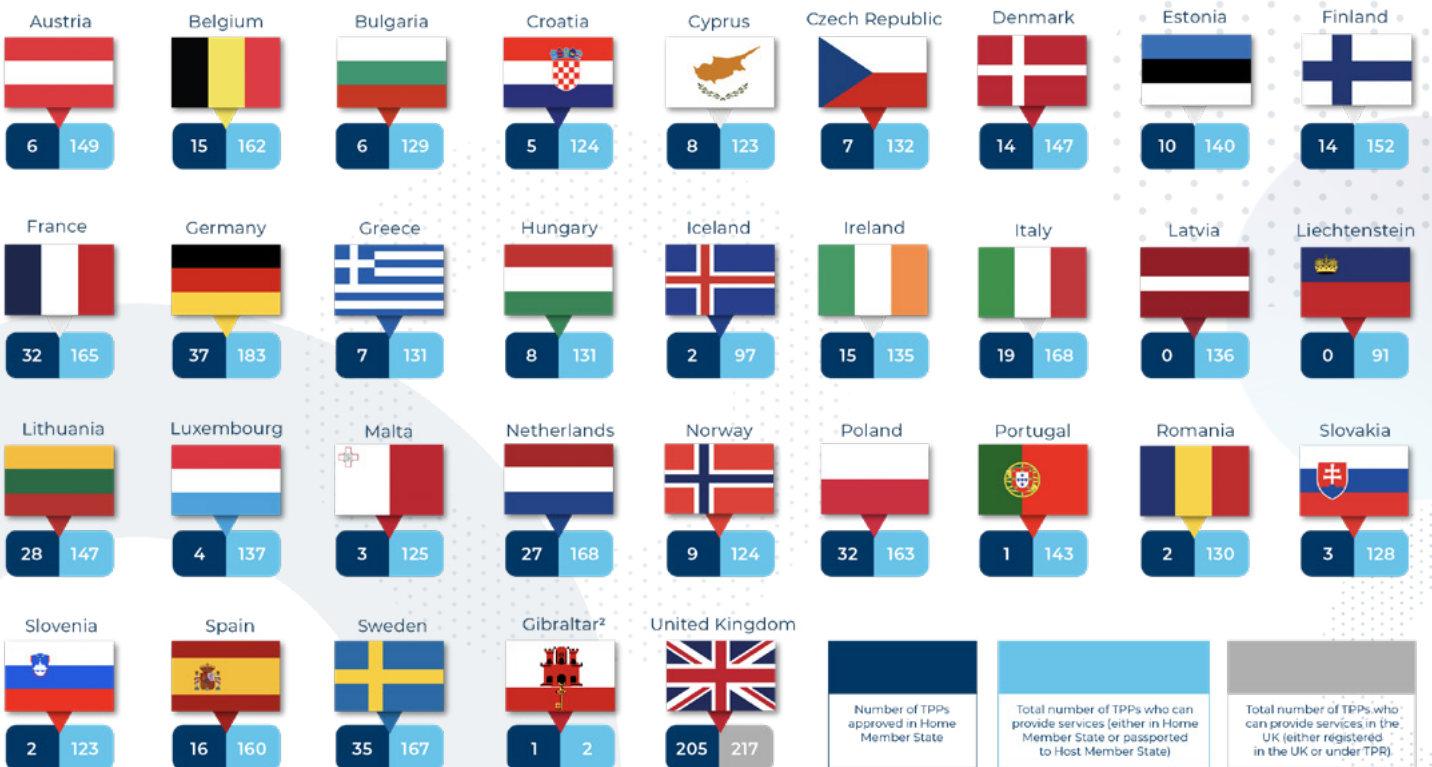 Austria Belgium Bulgaria Croatia Cyprus Czech Republic Denmark Estonia Finland
6 149 15 162 6 129 5 124 8 123 7 132 14 147 10 140 14 152
France Germany Greece Hungary Iceland Ireland Italy Latvia Liechtenstein
32 165 37 183 7 131 8 131 2 97 15 135 19 168 0 136 0 91
Lithuania Luxembourg Malta Netherlands Norway Poland Portugal Romania Slovakia
28 147 4 137 3 125 27 168 9 124 32 163 1 143 2 130 3 128
Slovenia Spain Sweden Gibraltar² United Kingdom
2 123 16 160 35 167 1 2 205 217
Number of TPPs
approved in Home
Member State
Total number of TPPs who can
provide services (either in Home
Member State or passported
to Host Member State)
Total number of TPPs who
can provide services in the
UK (either registered
in the UK or under TPR)